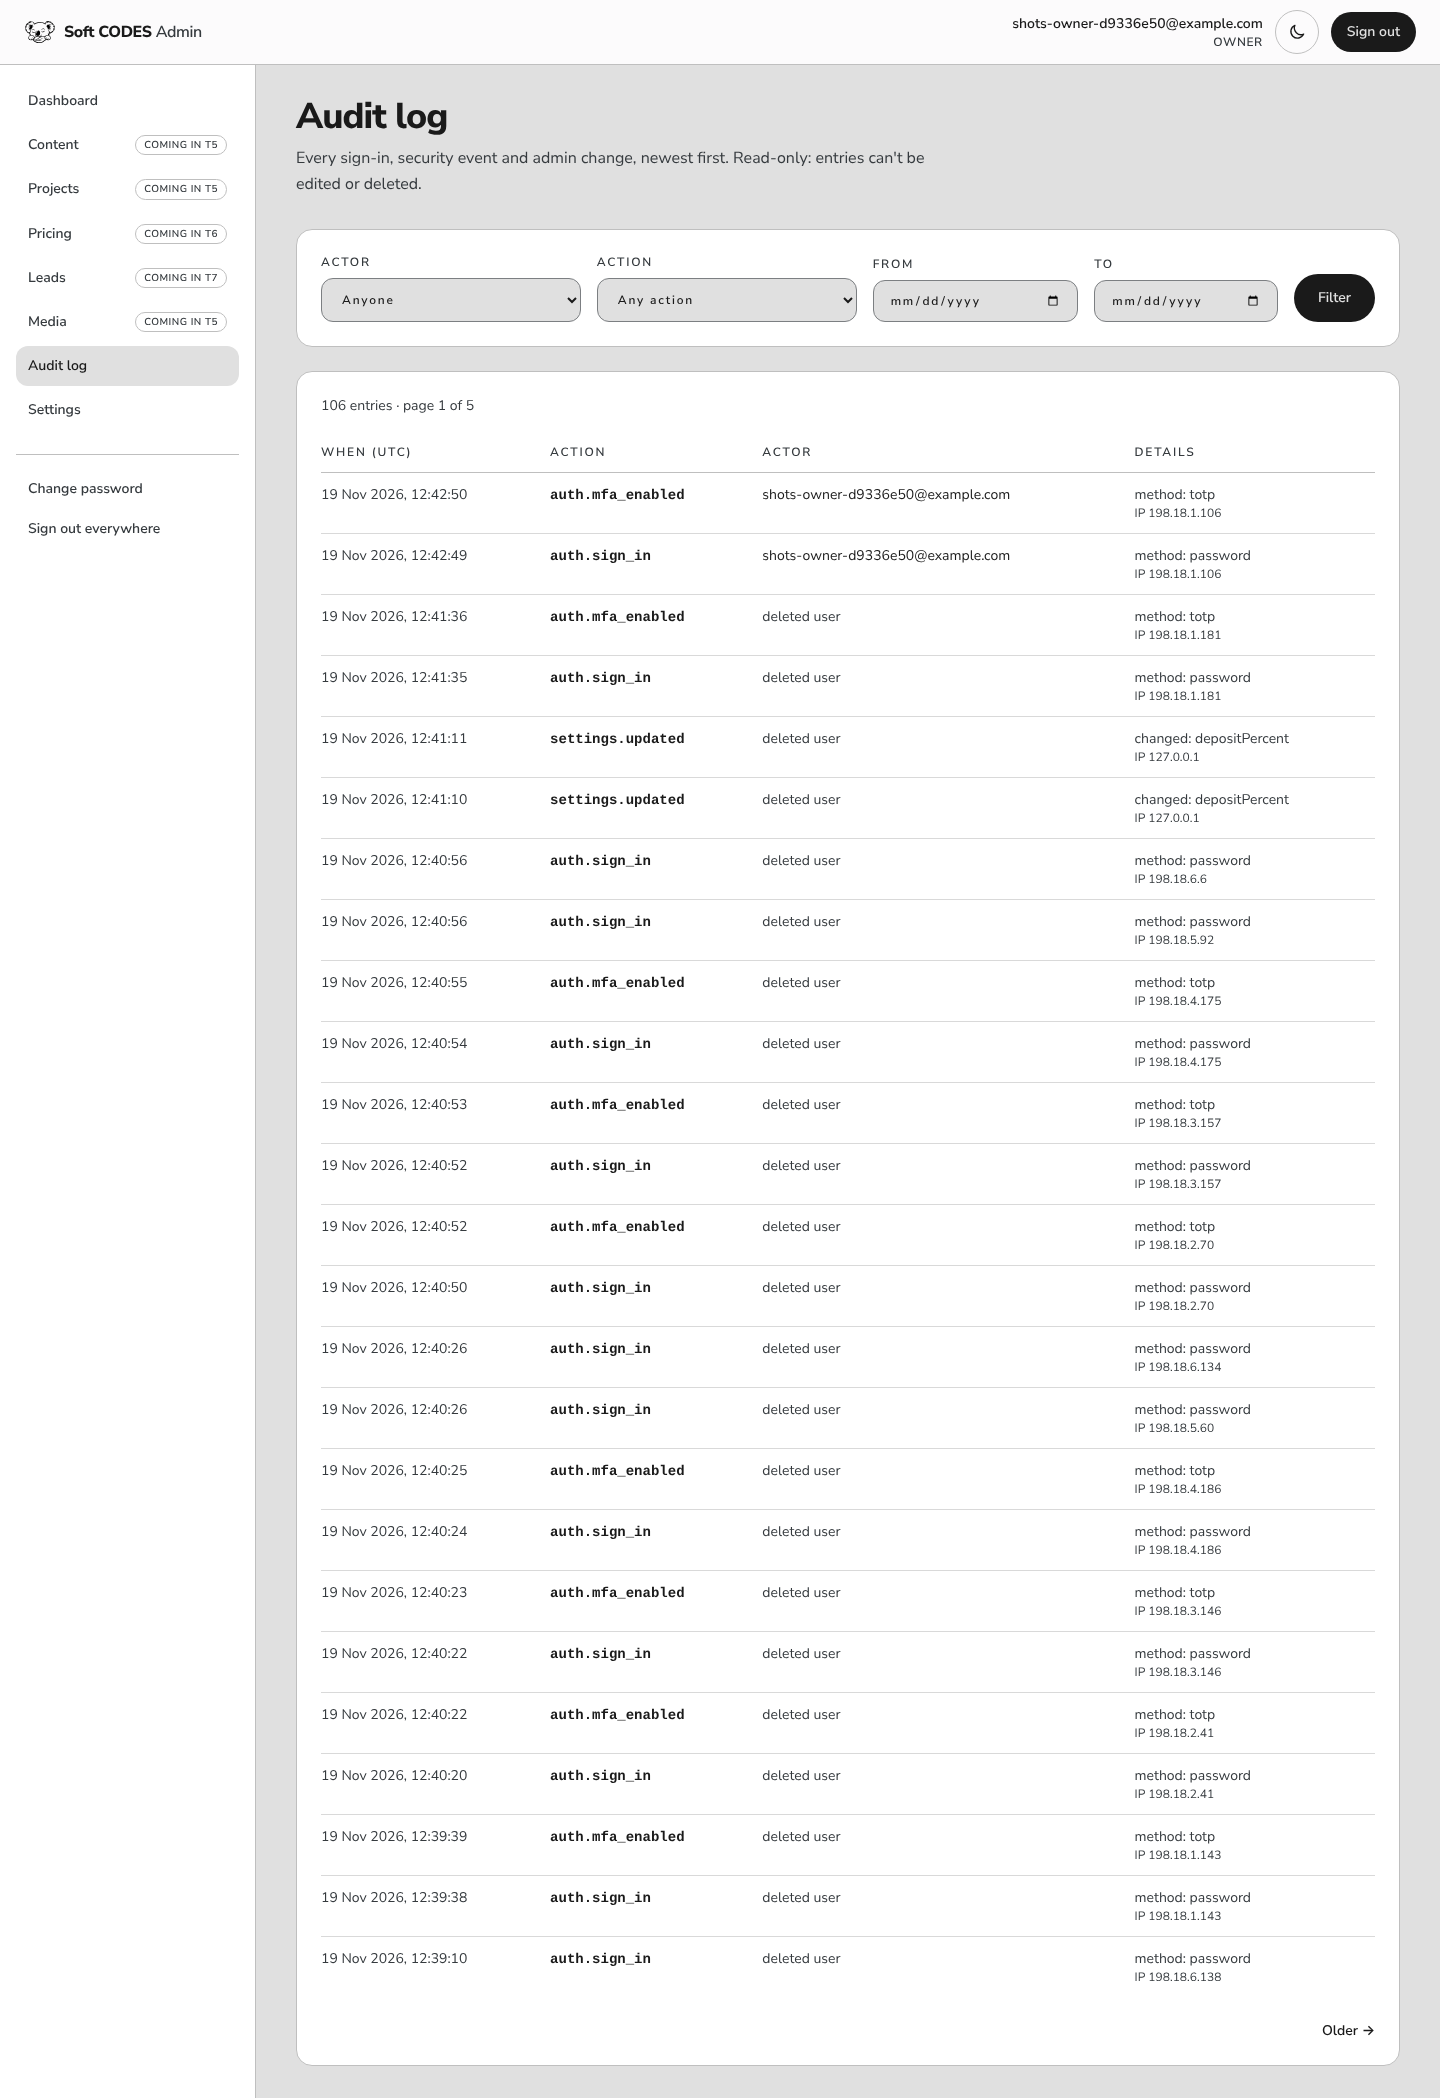 Soft CODES Admin
shots-owner-d9336e50@example.com
OWNER
Sign out
Dashboard
Content COMING IN T5
Projects COMING IN T5
Pricing COMING IN T6
Leads COMING IN T7
Media COMING IN T5
Audit log
Settings
Change password
Sign out everywhere
Audit log
Every sign-in, security event and admin change, newest first. Read-only: entries can't be
edited or deleted.
ACTOR ACTION FROM TO
Anyone Any action mm/dd/yyyy mm/dd/yyyy Filter
106 entries · page 1 of 5
WHEN (UTC) ACTION ACTOR DETAILS
19 Nov 2026, 12:42:50 auth.mfa_enabled shots-owner-d9336e50@example.com method: totp
IP 198.18.1.106
19 Nov 2026, 12:42:49 auth.sign_in shots-owner-d9336e50@example.com method: password
IP 198.18.1.106
19 Nov 2026, 12:41:36 auth.mfa_enabled deleted user method: totp
IP 198.18.1.181
19 Nov 2026, 12:41:35 auth.sign_in deleted user method: password
IP 198.18.1.181
19 Nov 2026, 12:41:11 settings.updated deleted user changed: depositPercent
IP 127.0.0.1
19 Nov 2026, 12:41:10 settings.updated deleted user changed: depositPercent
IP 127.0.0.1
19 Nov 2026, 12:40:56 auth.sign_in deleted user method: password
IP 198.18.6.6
19 Nov 2026, 12:40:56 auth.sign_in deleted user method: password
IP 198.18.5.92
19 Nov 2026, 12:40:55 auth.mfa_enabled deleted user method: totp
IP 198.18.4.175
19 Nov 2026, 12:40:54 auth.sign_in deleted user method: password
IP 198.18.4.175
19 Nov 2026, 12:40:53 auth.mfa_enabled deleted user method: totp
IP 198.18.3.157
19 Nov 2026, 12:40:52 auth.sign_in deleted user method: password
IP 198.18.3.157
19 Nov 2026, 12:40:52 auth.mfa_enabled deleted user method: totp
IP 198.18.2.70
19 Nov 2026, 12:40:50 auth.sign_in deleted user method: password
IP 198.18.2.70
19 Nov 2026, 12:40:26 auth.sign_in deleted user method: password
IP 198.18.6.134
19 Nov 2026, 12:40:26 auth.sign_in deleted user method: password
IP 198.18.5.60
19 Nov 2026, 12:40:25 auth.mfa_enabled deleted user method: totp
IP 198.18.4.186
19 Nov 2026, 12:40:24 auth.sign_in deleted user method: password
IP 198.18.4.186
19 Nov 2026, 12:40:23 auth.mfa_enabled deleted user method: totp
IP 198.18.3.146
19 Nov 2026, 12:40:22 auth.sign_in deleted user method: password
IP 198.18.3.146
19 Nov 2026, 12:40:22 auth.mfa_enabled deleted user method: totp
IP 198.18.2.41
19 Nov 2026, 12:40:20 auth.sign_in deleted user method: password
IP 198.18.2.41
19 Nov 2026, 12:39:39 auth.mfa_enabled deleted user method: totp
IP 198.18.1.143
19 Nov 2026, 12:39:38 auth.sign_in deleted user method: password
IP 198.18.1.143
19 Nov 2026, 12:39:10 auth.sign_in deleted user method: password
IP 198.18.6.138
Older →